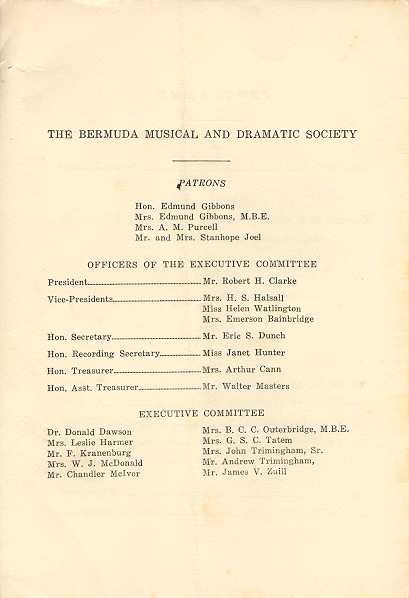 THE BERMUDA MUSICAL AND DRAMATIC SOCIETY
PATRONS
Hon. Edmund Gibbons
Mrs. Edmund Gibbons, M.B.E.
Mrs. A. M. Purcell
Mr. and Mrs. Stanhope Joel
OFFICERS OF THE EXECUTIVE COMMITTEE
President Mr. Robert H. Clarke
Vice-Presidents Mrs. H. S. Halsall
Miss Helen Watlington
Mrs. Emerson Bainbridge
Hon. Secretary Mr. Eric S. Dunch
Hon. Recording Secretary Miss Janet Hunter
Hon. Treasurer Mrs. Arthur Cann
Hon. Asst. Treasurer Mr. Walter Masters
EXECUTIVE COMMITTEE
Dr. Donald Dawson
Mrs. Leslie Harmer
Mr. F. Kranenburg
Mrs. W. J. McDonald
Mr. Chandler McIvor
Mrs. B. C. C. Outerbridge, M.B.E.
Mrs. G. S. C. Tatem
Mrs. John Trimingham, Sr.
Mr. Andrew Trimingham,
Mr. James V. Zuill